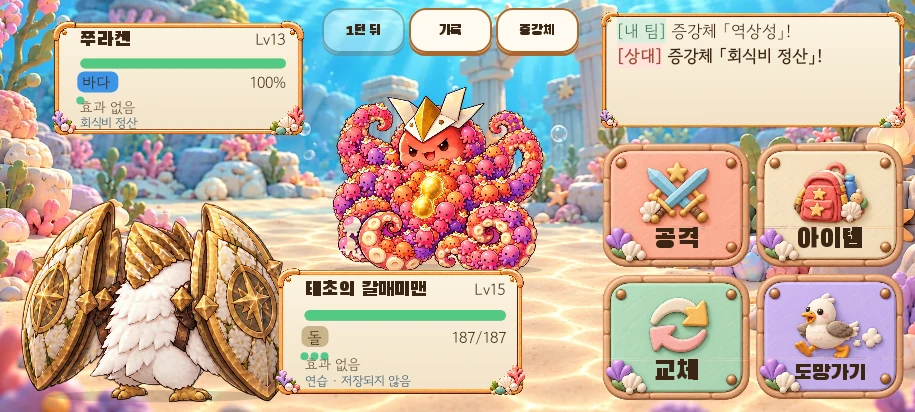 푸라켄 Lv13
바다 100%
효과 없음
회식비 정산
1턴 뒤
기록
증강체
[내 팀] 증강체 「역상성」!
[상대] 증강체 「회식비 정산」!
태초의 갈매미맨 Lv15
돌 187/187
효과 없음
연습 · 저장되지 않음
공격
아이템
교체
도망가기